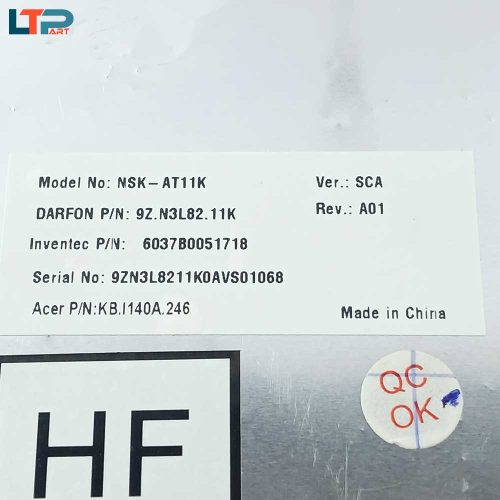 LTP
PART
Model No: NSK-AT11K Ver.: SCA
DARFON P/N: 9Z.N3L82.11K Rev.: A01
Inventec P/N: 6037B0051718
Serial No: 9ZN3L8211K0AVS01068
Acer P/N:KB.I140A.246 Made in China
HF
QC
OK